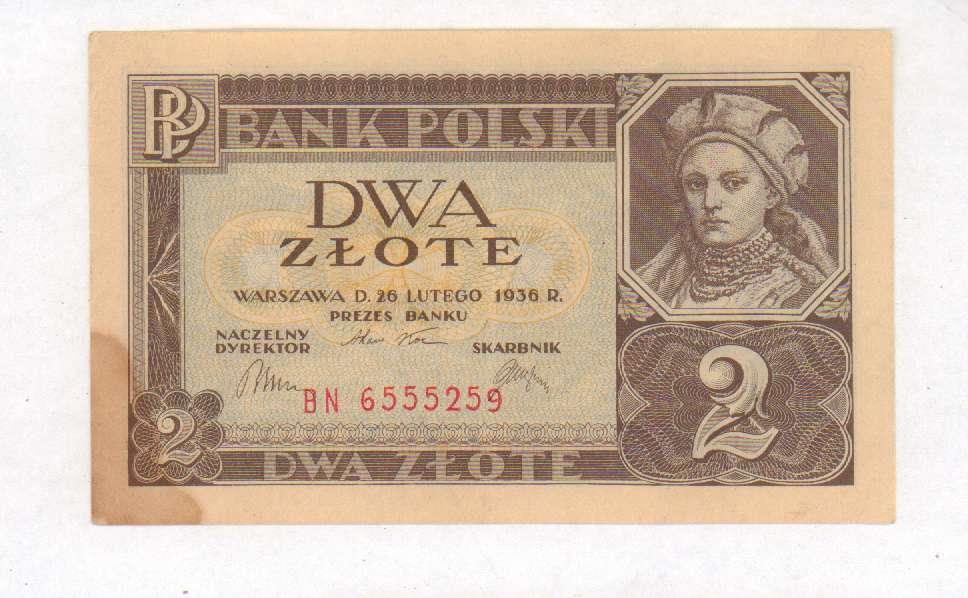 BP
BANK POLSKI
DWA
ZŁOTE
WARSZAWA D. 26 LUTEGO 1936 R.
PREZES BANKU
NACZELNY
DYREKTOR
SKARBNIK
BN 6555259
2
2
DWA ZŁOTE